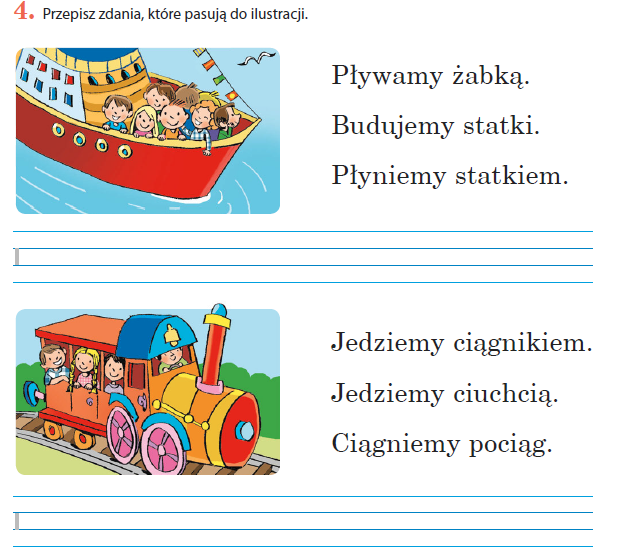 4. Przepisz zdania, które pasują do ilustracji.
Pływamy żabką.
Budujemy statki.
Płyniemy statkiem.
Jedziemy ciągnikiem.
Jedziemy ciuchcią.
Ciągniemy pociąg.